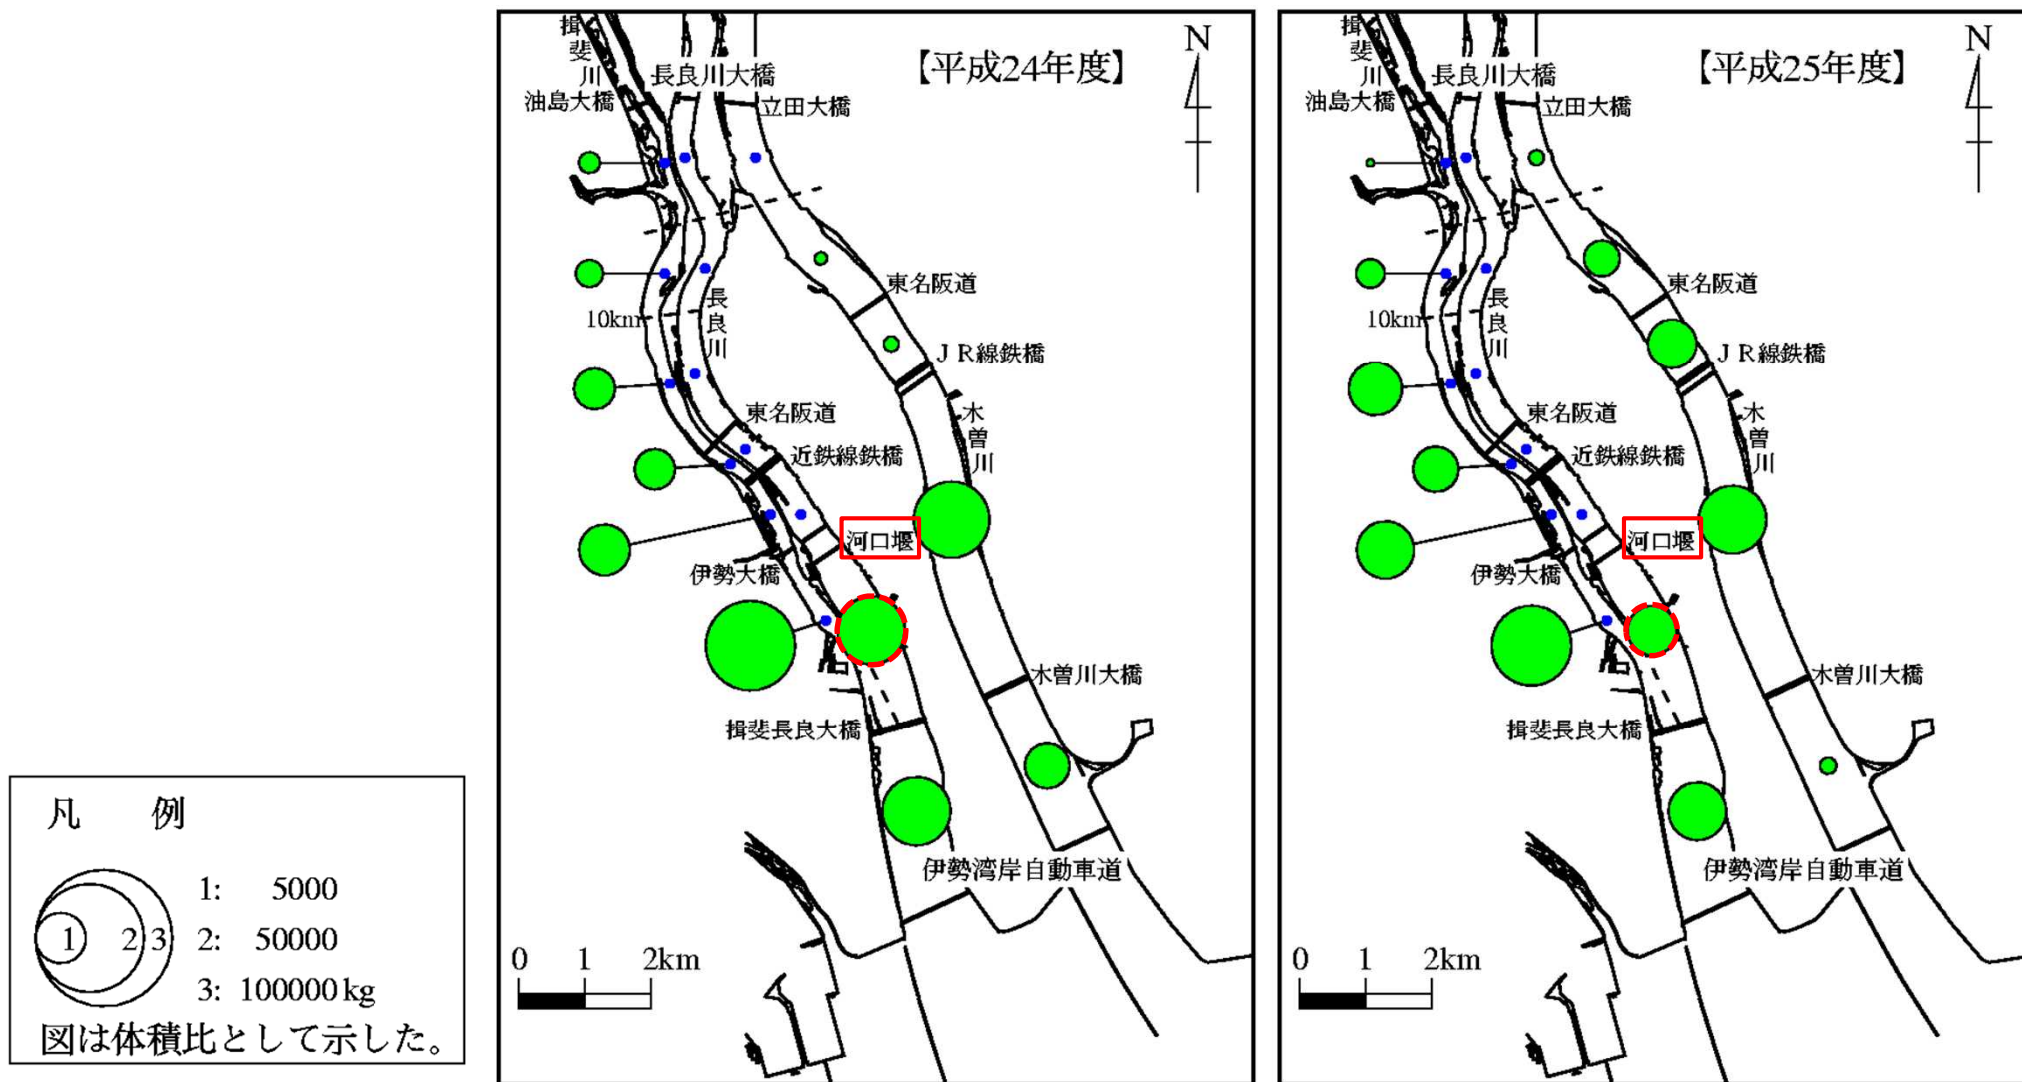 凡 例
1: 5000
2: 50000
3: 100000kg
1 2 3
図は体積比として示した。
【平成24年度】
N
揖斐川
長良川大橋
油島大橋
立田大橋
東名阪道
長良川
10km
JR線鉄橋
東名阪道
木曽川
近鉄線鉄橋
河口堰
伊勢大橋
木曽川大橋
揖斐長良大橋
伊勢湾岸自動車道
0 1 2km
【平成25年度】
N
揖斐川
長良川大橋
油島大橋
立田大橋
東名阪道
長良川
10km
JR線鉄橋
東名阪道
木曽川
近鉄線鉄橋
河口堰
伊勢大橋
木曽川大橋
揖斐長良大橋
伊勢湾岸自動車道
0 1 2km